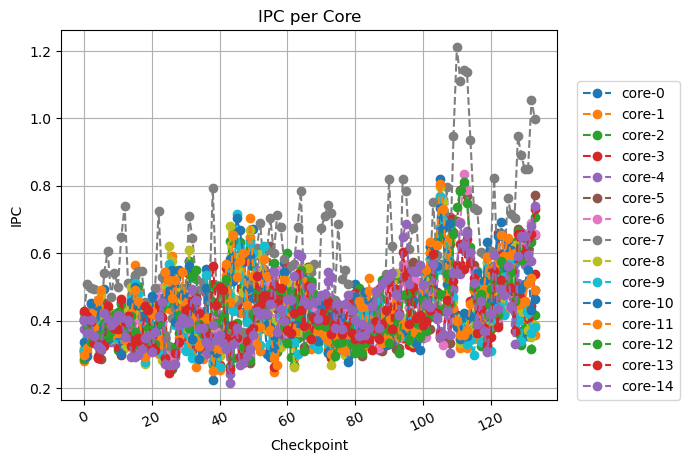 IPC per Core
1.2
1.0
0.8
0.6
0.4
0.2
IPC
0
20
40
60
80
100
120
Checkpoint
core-0
core-1
core-2
core-3
core-4
core-5
core-6
core-7
core-8
core-9
core-10
core-11
core-12
core-13
core-14